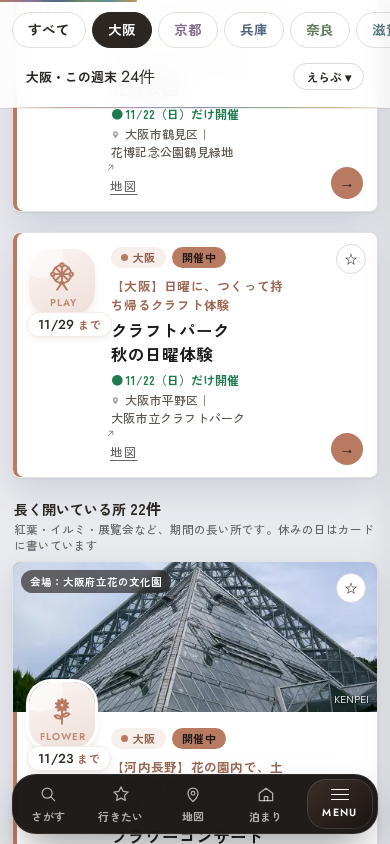 すべて 大阪 京都 兵庫 奈良 滋賀
大阪・この週末 24件 えらぶ ▾
11/22（日）だけ開催
大阪市鶴見区｜
花博記念公園鶴見緑地
↗
地図
→
大阪 開催中 ☆
PLAY
11/29 まで
【大阪】日曜に、つくって持
ち帰るクラフト体験
クラフトパーク
秋の日曜体験
11/22（日）だけ開催
大阪市平野区｜
大阪市立クラフトパーク
↗
地図
→
長く開いている所 22件
紅葉・イルミ・展覧会など、期間の長い所です。休みの日はカード
に書いています
会場：大阪府立花の文化園 ☆
KENPEI
FLOWER
11/23 まで
大阪 開催中
【河内長野】花の園内で、土
フラワーコンサート
さがす 行きたい 地図 泊まり MENU